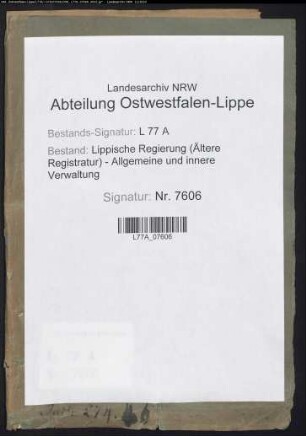 Landesarchiv NRW
Abteilung Ostwestfalen-Lippe
Bestands-Signatur: L 77 A
Bestand: Lippische Regierung (Ältere
Registratur) - Allgemeine und innere
Verwaltung
Signatur: Nr. 7606
L77A_07606
L 77 A